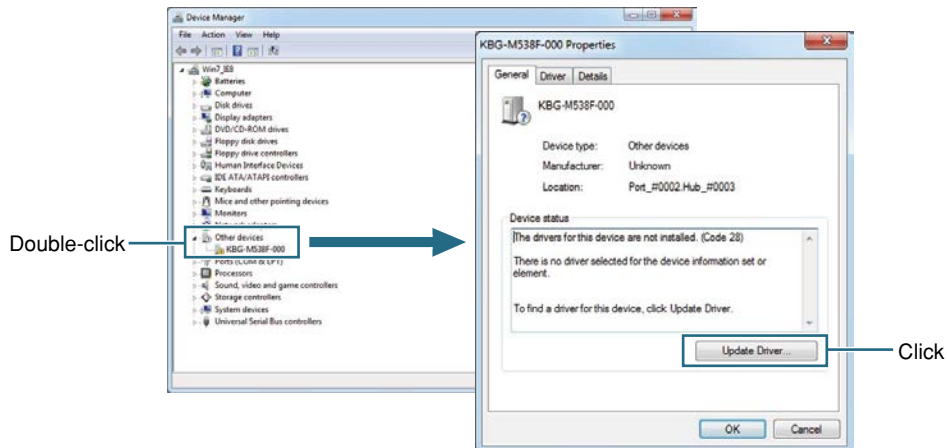 Device Manager
File Action View Help
Win7_IE8
Batteries
Computer
Disk drives
Display adapters
DVD/CD-ROM drives
Floppy disk drives
Floppy drive controllers
Human Interface Devices
IDE ATA/ATAPI controllers
Keyboards
Mice and other pointing devices
Monitors
Network adapters
Other devices
KBG-M538F-000
Ports (COM & LPT)
Processors
Sound, video and game controllers
Storage controllers
System devices
Universal Serial Bus controllers
Double-click
KBG-M538F-000 Properties
General Driver Details
KBG-M538F-000
Device type: Other devices
Manufacturer: Unknown
Location: Port_#0002.Hub_#0003
Device status
The drivers for this device are not installed. (Code 28)
There is no driver selected for the device information set or
element.
To find a driver for this device, click Update Driver.
Update Driver...
Click
OK Cancel